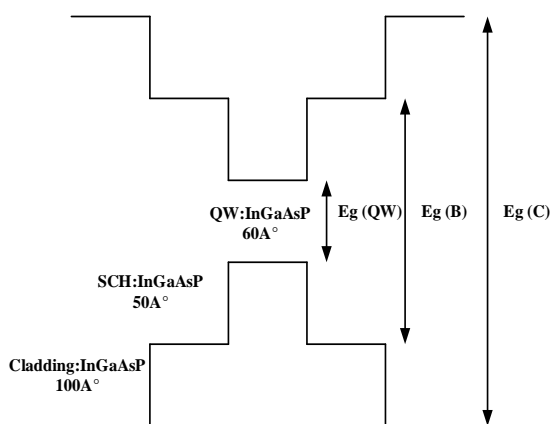 QW:InGaAsP
60A°
Eg (QW)
Eg (B)
Eg (C)
SCH:InGaAsP
50A°
Cladding:InGaAsP
100A°